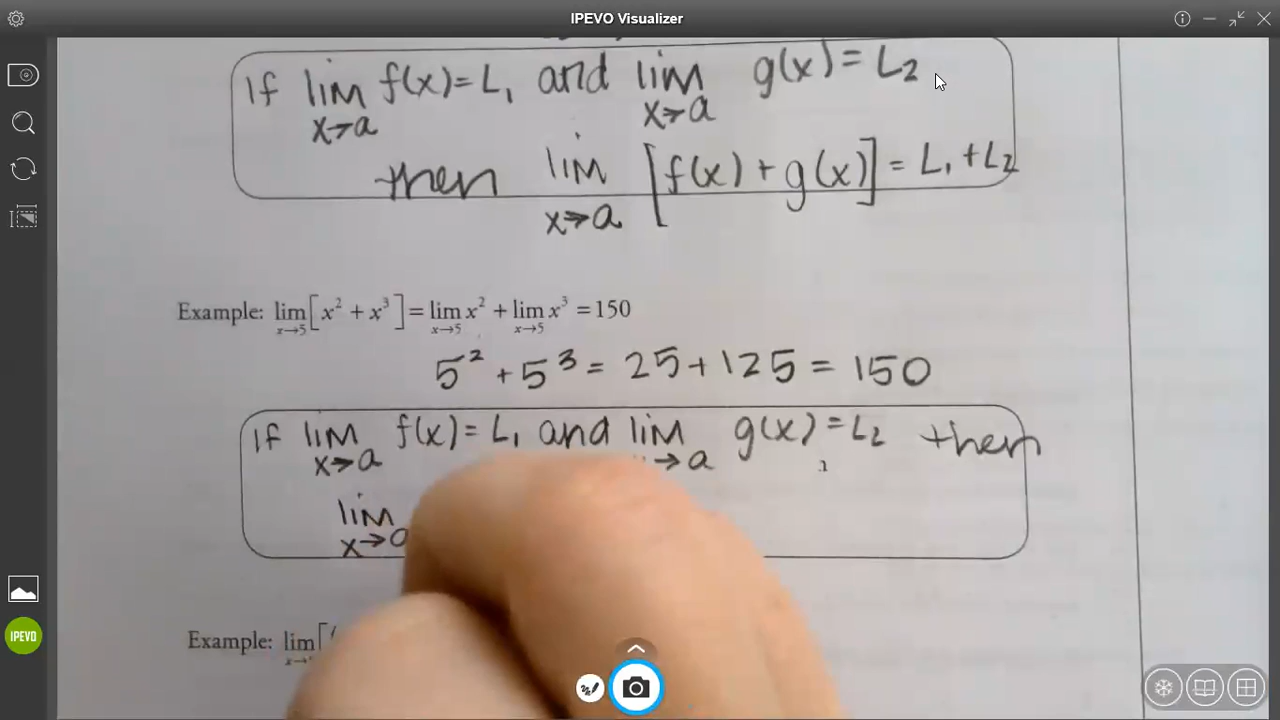 IPEVO Visualizer
If lim f(x)=L₁ and lim g(x)=L₂
x→a x→a
then lim [f(x)+g(x)]=L₁+L₂
x→a
Example: lim[x²+x³]=lim x²+lim x³=150
x→5 x→5 x→5
5²+5³=25+125=150
If lim f(x)=L₁ and lim g(x)=L₂ then
x→a →a
lim
x→a
Example: lim[
IPEVO